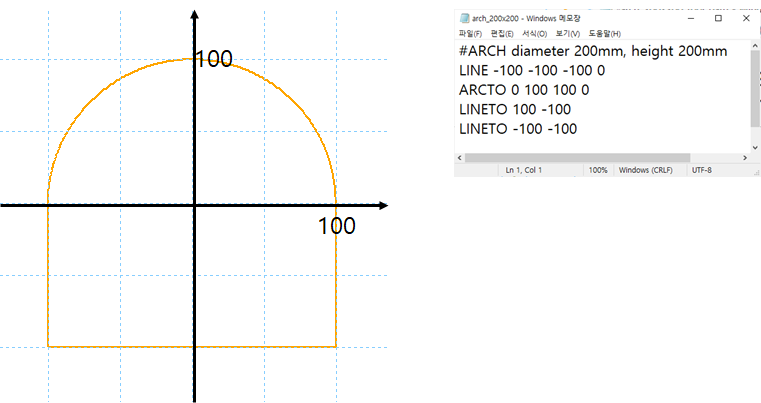 100
100
arch_200x200 - Windows 메모장
파일(F) 편집(E) 서식(O) 보기(V) 도움말(H)
#ARCH diameter 200mm, height 200mm
LINE -100 -100 -100 0
ARCTO 0 100 100 0
LINETO 100 -100
LINETO -100 -100
Ln 1, Col 1 100% Windows (CRLF) UTF-8